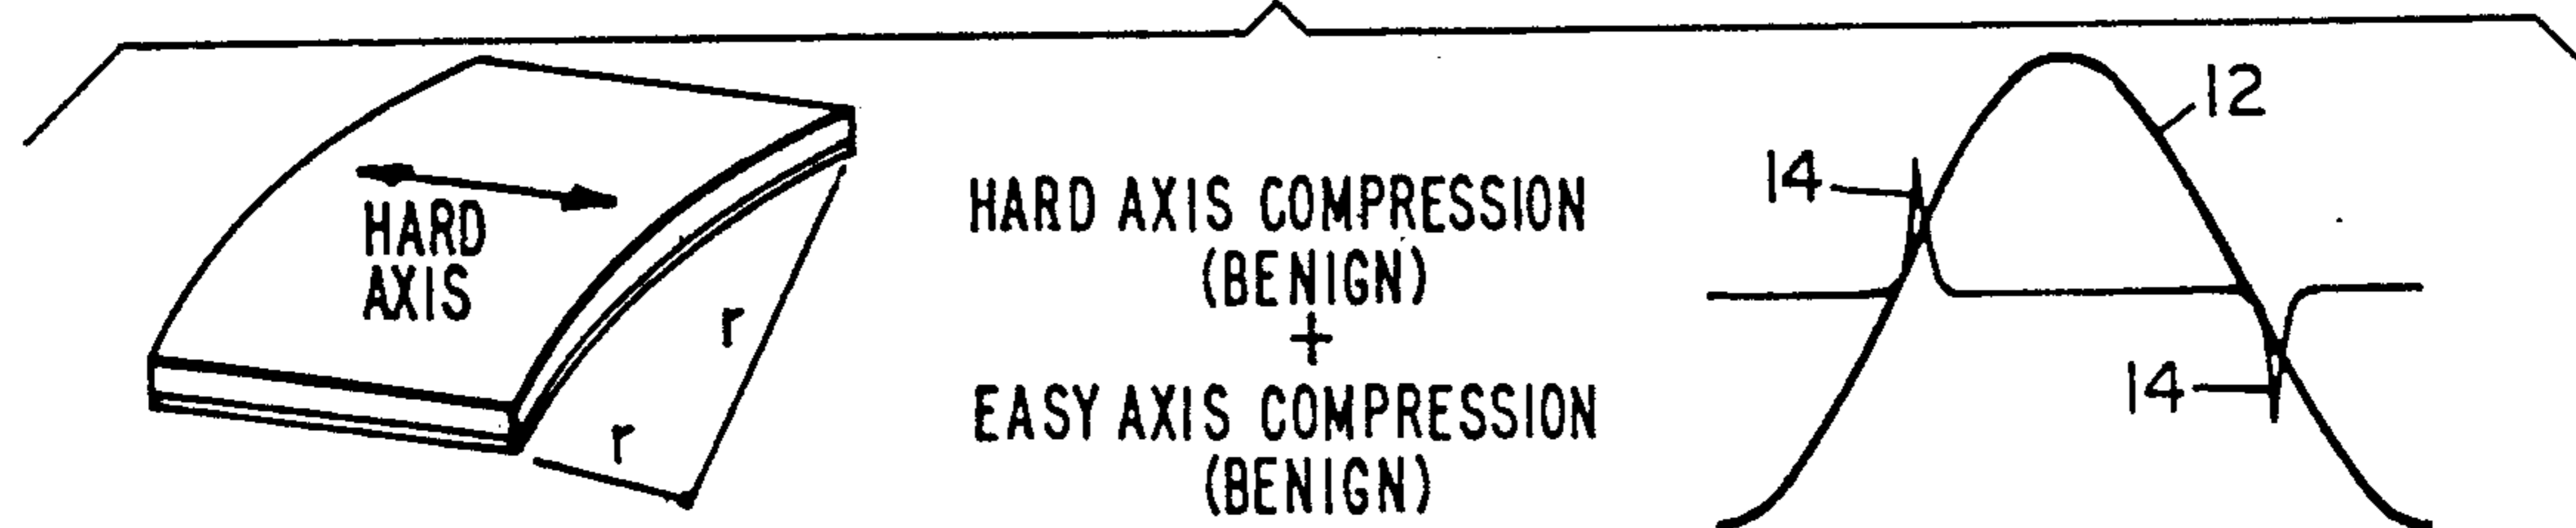 HARD
AXIS
r
r
HARD AXIS COMPRESSION
(BENIGN)
+
EASY AXIS COMPRESSION
(BENIGN)
12
14
14